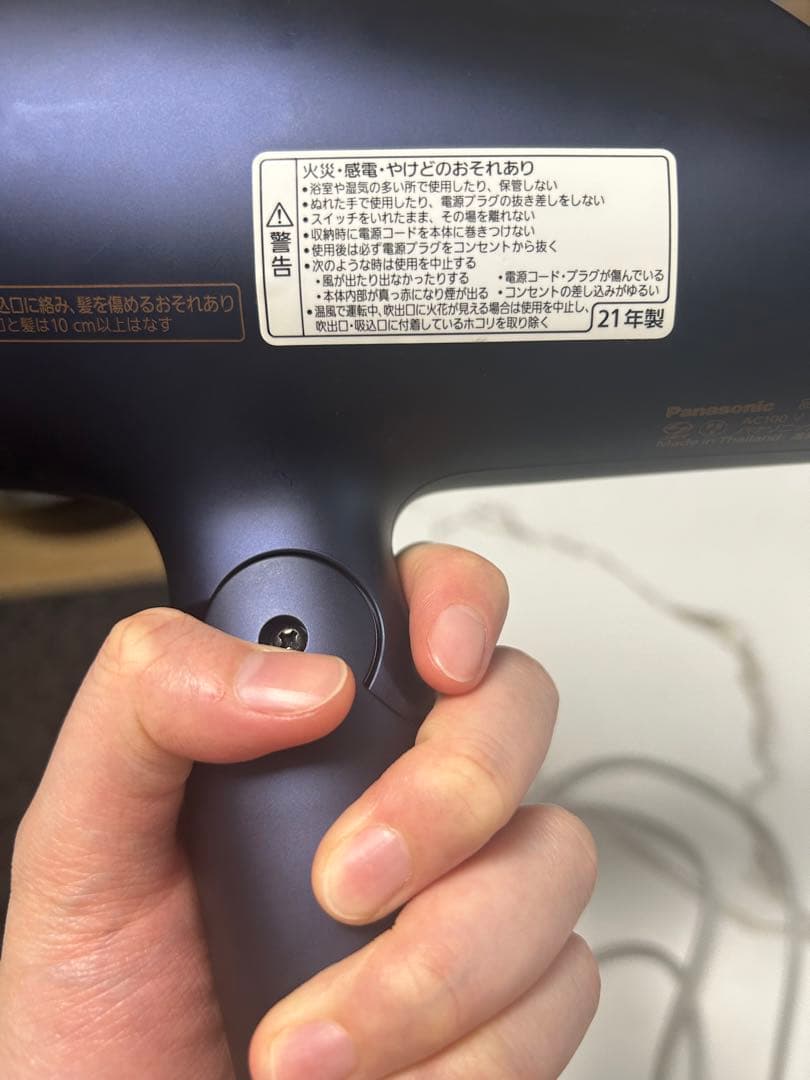 火災・感電・やけどのおそれあり
警告
•浴室や湿気の多い所で使用したり、保管しない
•ぬれた手で使用したり、電源プラグの抜き差しをしない
•スイッチをいれたまま、その場を離れない
•収納時に電源コードを本体に巻きつけない
•使用後は必ず電源プラグをコンセントから抜く
•次のような時は使用を中止する
・風が出たり出なかったりする ・電源コード・プラグが傷んでいる
・本体内部が真っ赤になり煙が出る ・コンセントの差し込みがゆるい
•温風で運転中、吹出口に火花が見える場合は使用を中止し、
吹出口・吸込口に付着しているホコリを取り除く
21年製
込口に絡み、髪を傷めるおそれあり
と髪は10cm以上はなす
Panasonic
AC100
Made in Thailand